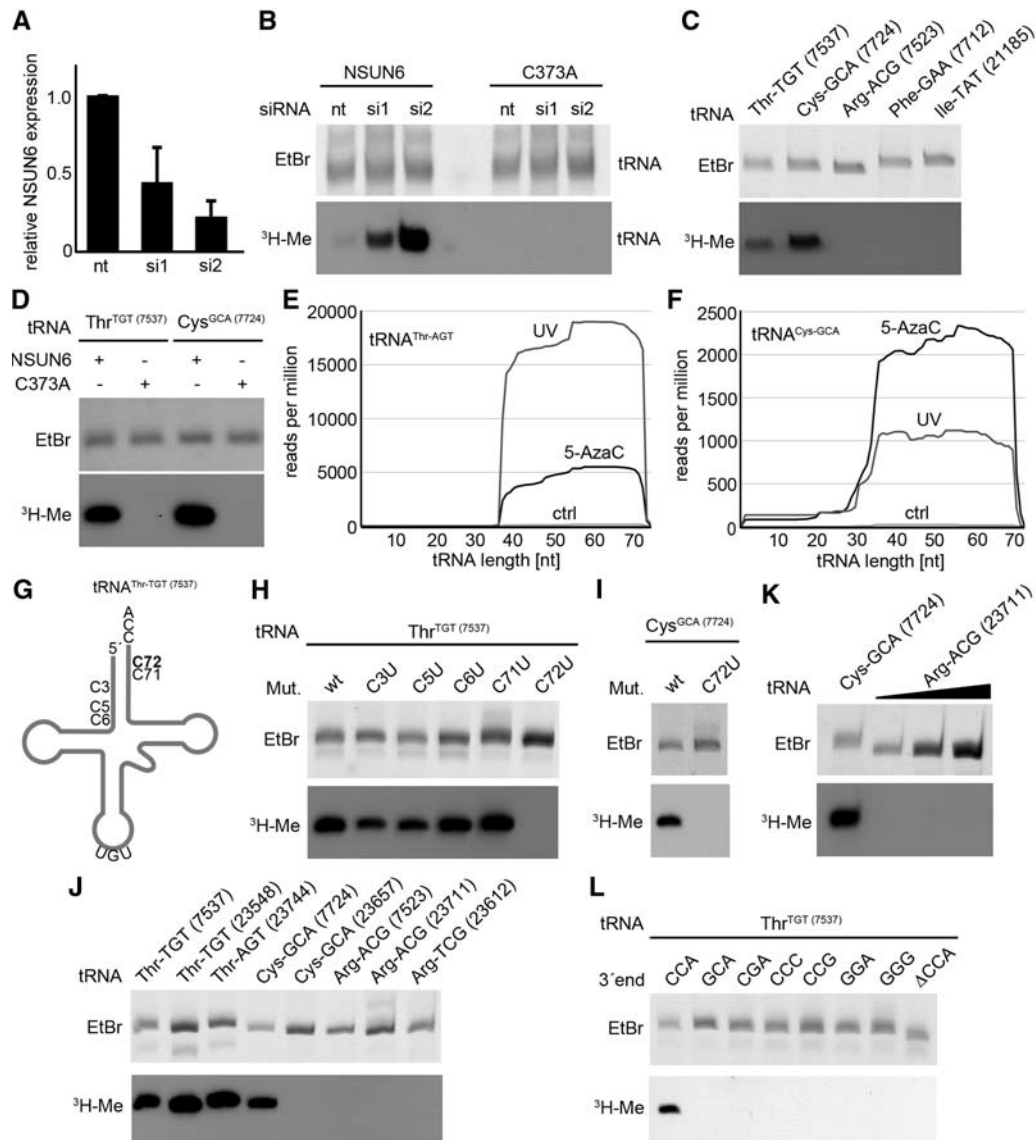 A
relative NSUN6 expression
1.0
0.5
0
nt si1 si2
B
NSUN6 C373A
siRNA nt si1 si2 nt si1 si2
EtBr tRNA
³H-Me tRNA
C
tRNA Thr-TGT (7537) Cys-GCA (7724) Arg-ACG (7523) Phe-GAA (7712) Ile-TAT (21185)
EtBr
³H-Me
D
tRNA Thr^TGT (7537) Cys^GCA (7724)
NSUN6 + - + -
C373A - + - +
EtBr
³H-Me
E
reads per million
20000
15000
10000
5000
0
tRNA^Thr-AGT
UV
5-AzaC
ctrl
10 20 30 40 50 60 70
tRNA length [nt]
F
reads per million
2500
2000
1500
1000
500
0
tRNA^Cys-GCA
5-AzaC
UV
ctrl
10 20 30 40 50 60 70
tRNA length [nt]
G
tRNA^Thr-TGT (7537)
A
C
C
5´
C72
C71
C3
C5
C6
UGU
H
tRNA Thr^TGT (7537)
Mut. wt C3U C5U C6U C71U C72U
EtBr
³H-Me
I
Cys^GCA (7724)
Mut. wt C72U
EtBr
³H-Me
K
tRNA Cys-GCA (7724) Arg-ACG (23711)
EtBr
³H-Me
J
tRNA Thr-TGT (7537) Thr-TGT (23548) Thr-AGT (23744) Cys-GCA (7724) Cys-GCA (23657) Arg-ACG (7523) Arg-ACG (23711) Arg-TCG (23612)
EtBr
³H-Me
L
tRNA Thr^TGT (7537)
3´end CCA GCA CGA CCC CCG GGA GGG ΔCCA
EtBr
³H-Me